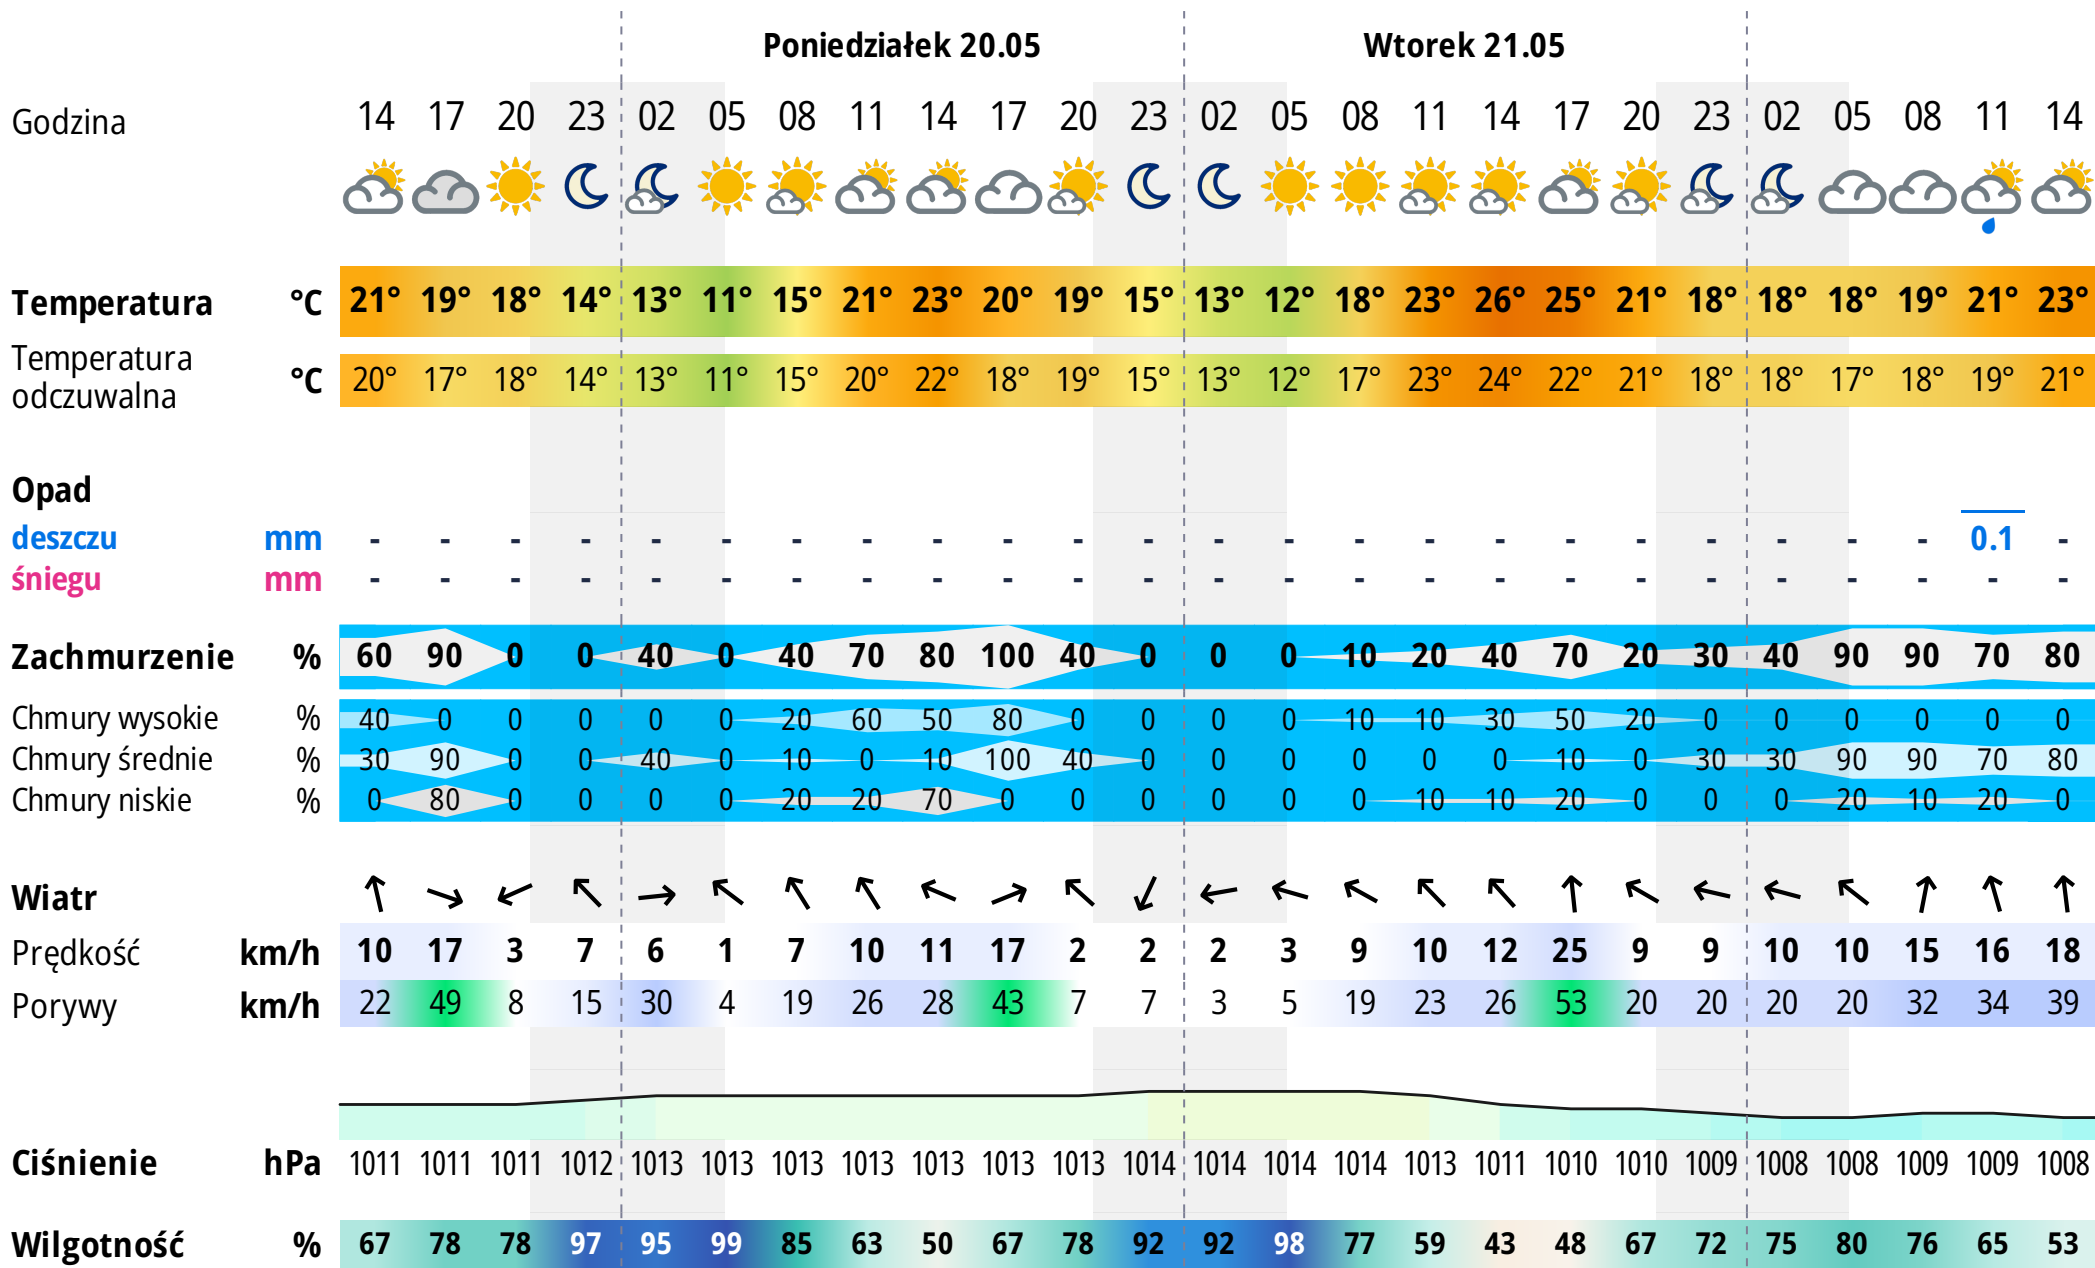 Poniedziałek 20.05 Wtorek 21.05
Godzina 14 17 20 23 02 05 08 11 14 17 20 23 02 05 08 11 14 17 20 23 02 05 08 11 14
Temperatura °C 21° 19° 18° 14° 13° 11° 15° 21° 23° 20° 19° 15° 13° 12° 18° 23° 26° 25° 21° 18° 18° 18° 19° 21° 23°
Temperatura
odczuwalna °C 20° 17° 18° 14° 13° 11° 15° 20° 22° 18° 19° 15° 13° 12° 17° 23° 24° 22° 21° 18° 18° 17° 18° 19° 21°
Opad
deszczu mm - - - - - - - - - - - - - - - - - - - - - - - 0.1 -
śniegu mm - - - - - - - - - - - - - - - - - - - - - - - - -
Zachmurzenie % 60 90 0 0 40 0 40 70 80 100 40 0 0 0 10 20 40 70 20 30 40 90 90 70 80
Chmury wysokie % 40 0 0 0 0 0 20 60 50 80 0 0 0 0 10 10 30 50 20 0 0 0 0 0 0
Chmury średnie % 30 90 0 0 40 0 10 0 10 100 40 0 0 0 0 0 0 10 0 30 30 90 90 70 80
Chmury niskie % 0 80 0 0 0 0 20 20 70 0 0 0 0 0 0 10 10 20 0 0 0 20 10 20 0
Wiatr
Prędkość km/h 10 17 3 7 6 1 7 10 11 17 2 2 2 3 9 10 12 25 9 9 10 10 15 16 18
Porywy km/h 22 49 8 15 30 4 19 26 28 43 7 7 3 5 19 23 26 53 20 20 20 20 32 34 39
Ciśnienie hPa 1011 1011 1011 1012 1013 1013 1013 1013 1013 1013 1013 1014 1014 1014 1014 1013 1011 1010 1010 1009 1008 1008 1009 1009 1008
Wilgotność % 67 78 78 97 95 99 85 63 50 67 78 92 92 98 77 59 43 48 67 72 75 80 76 65 53